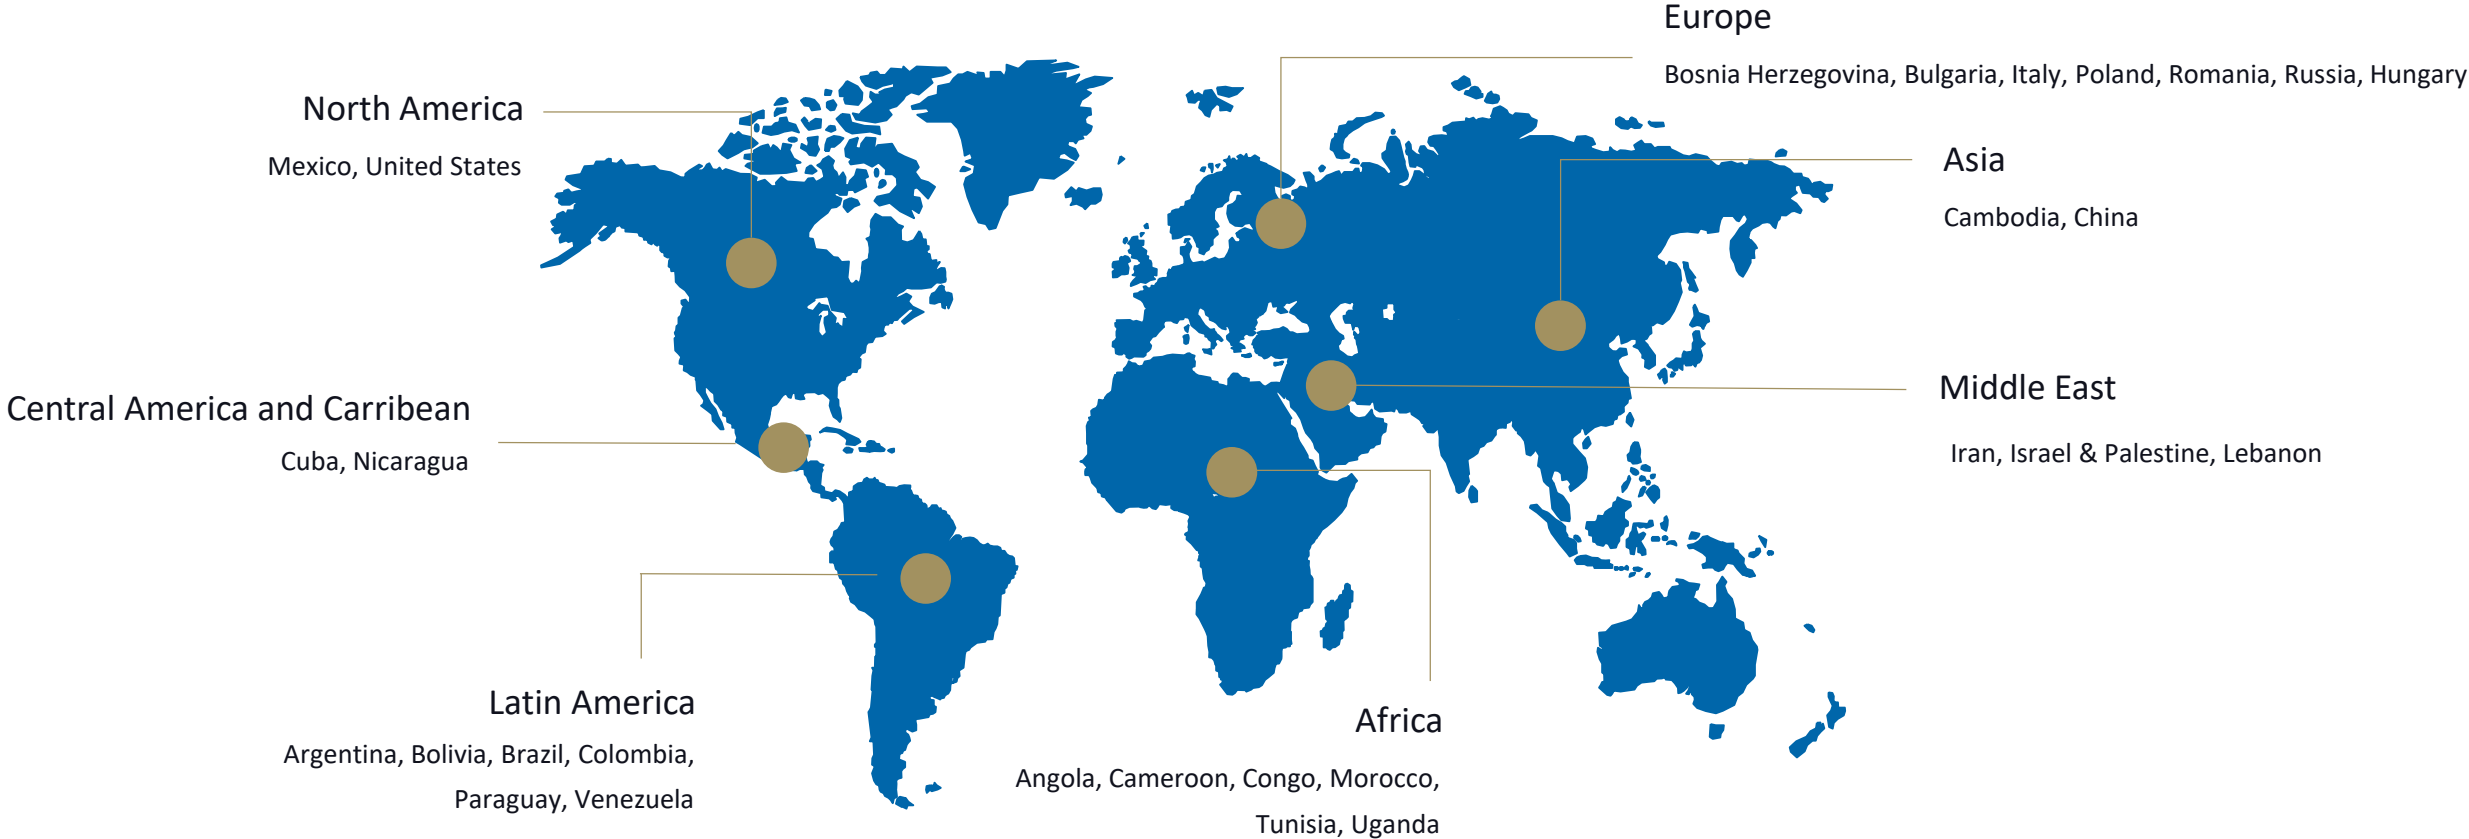 Europe
Bosnia Herzegovina, Bulgaria, Italy, Poland, Romania, Russia, Hungary
North America
Mexico, United States
Asia
Cambodia, China
Middle East
Iran, Israel & Palestine, Lebanon
Central America and Carribean
Cuba, Nicaragua
Latin America
Argentina, Bolivia, Brazil, Colombia,
Paraguay, Venezuela
Africa
Angola, Cameroon, Congo, Morocco,
Tunisia, Uganda